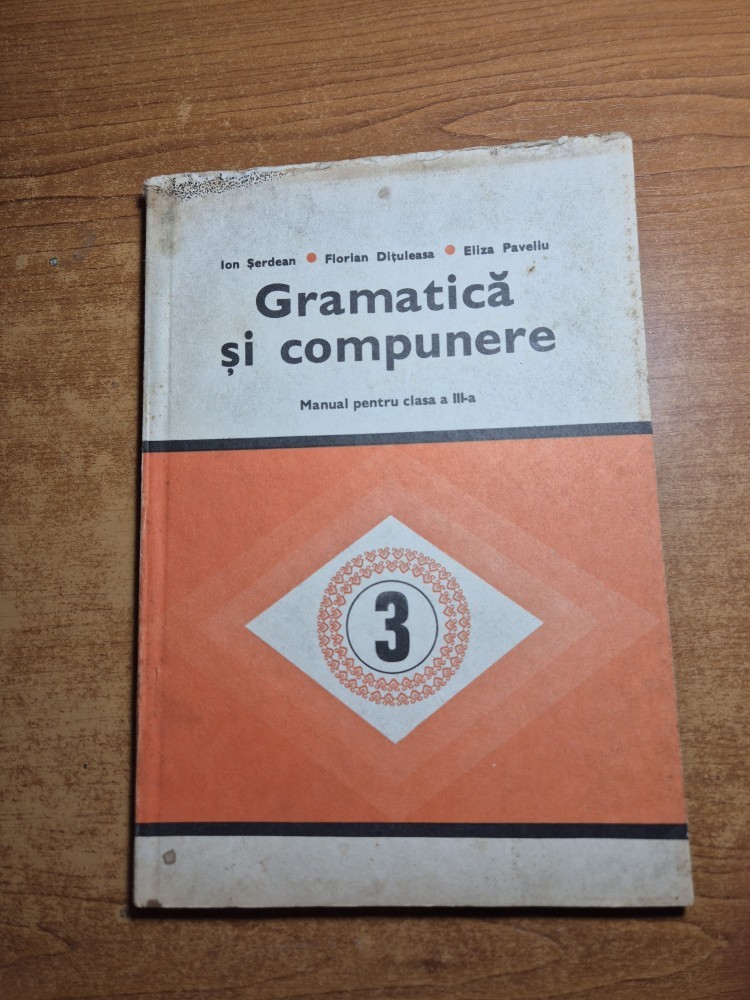 Ion Șerdean • Florian Dițuleasa • Eliza Paveliu
Gramatică
și compunere
Manual pentru clasa a III-a
3